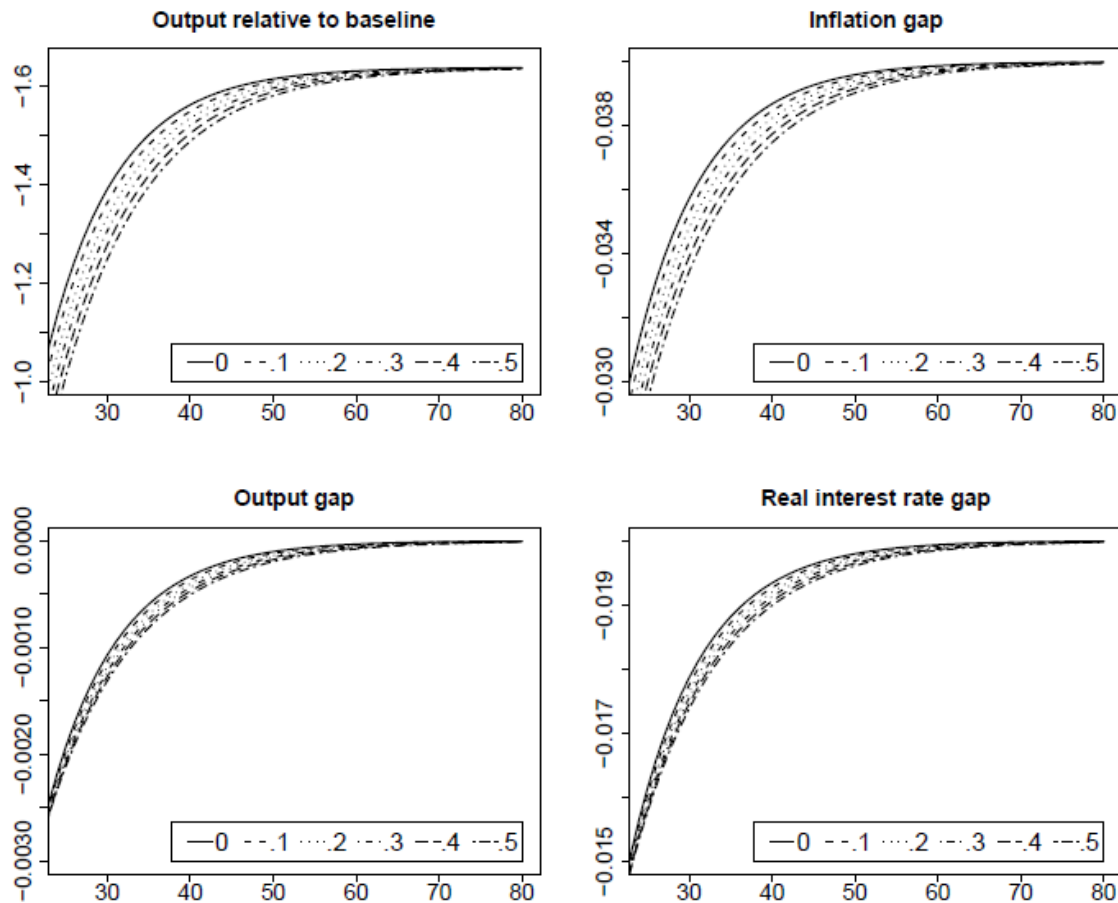 Output relative to baseline
−1.6
−1.4
−1.2
−1.0
0 .1 .2 .3 .4 .5
30 40 50 60 70 80
Inflation gap
−0.038
−0.034
−0.030
0 .1 .2 .3 .4 .5
30 40 50 60 70 80
Output gap
0.0000
−0.0010
−0.0020
−0.0030
0 .1 .2 .3 .4 .5
30 40 50 60 70 80
Real interest rate gap
−0.019
−0.017
−0.015
0 .1 .2 .3 .4 .5
30 40 50 60 70 80